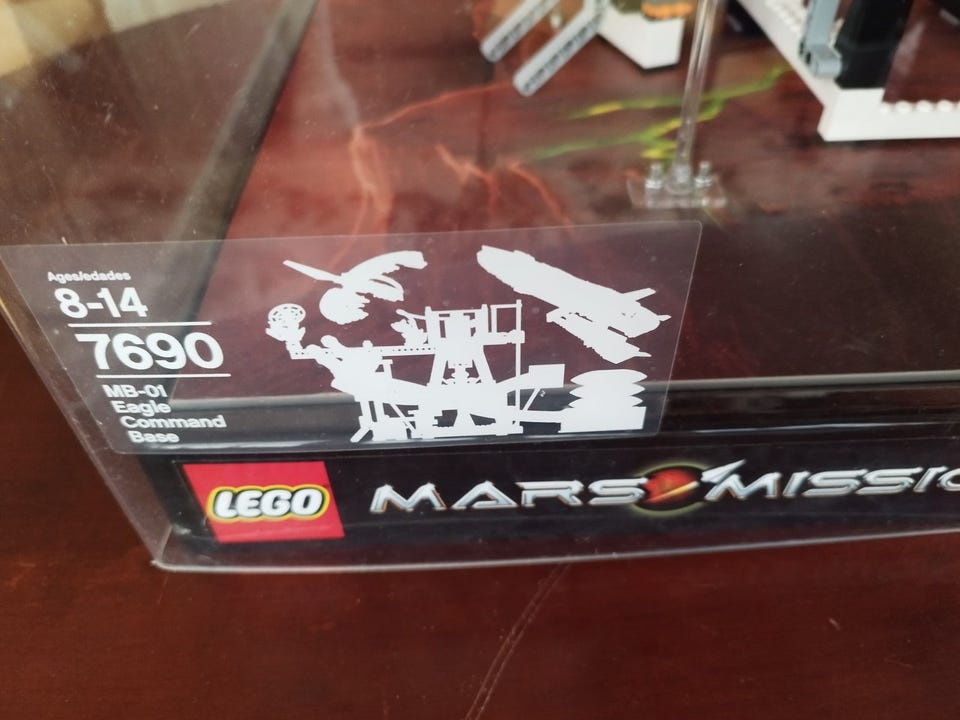 Ages/edades
8-14
7690
MB-01
Eagle
Command
Base
LEGO
MARS MISSIO